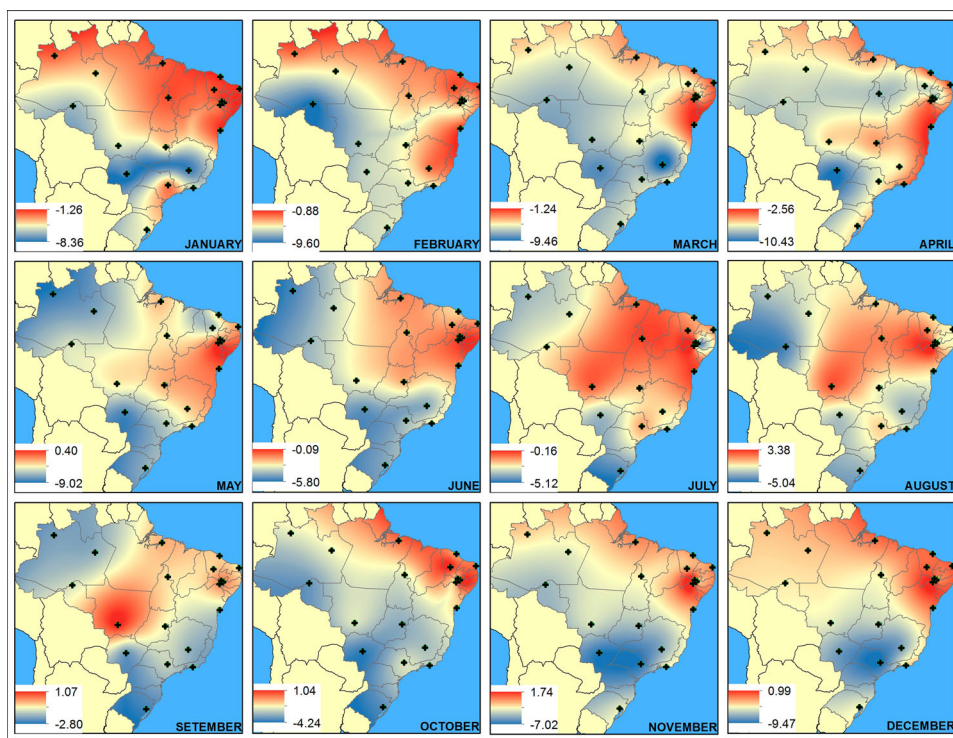 -1.26
-8.36
JANUARY
-0.88
-9.60
FEBRUARY
-1.24
-9.46
MARCH
-2.56
-10.43
APRIL
0.40
-9.02
MAY
-0.09
-5.80
JUNE
-0.16
-5.12
JULY
3.38
-5.04
AUGUST
1.07
-2.80
SETEMBER
1.04
-4.24
OCTOBER
1.74
-7.02
NOVEMBER
0.99
-9.47
DECEMBER